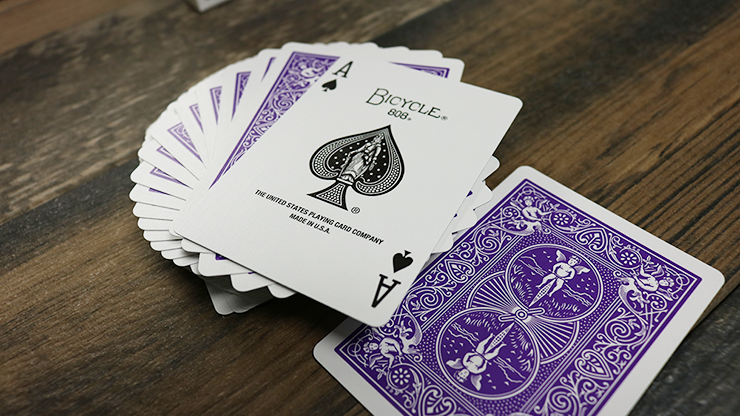 A
BICYCLE®
808®
®
THE UNITED STATES PLAYING CARD COMPANY
MADE IN U.S.A.
A